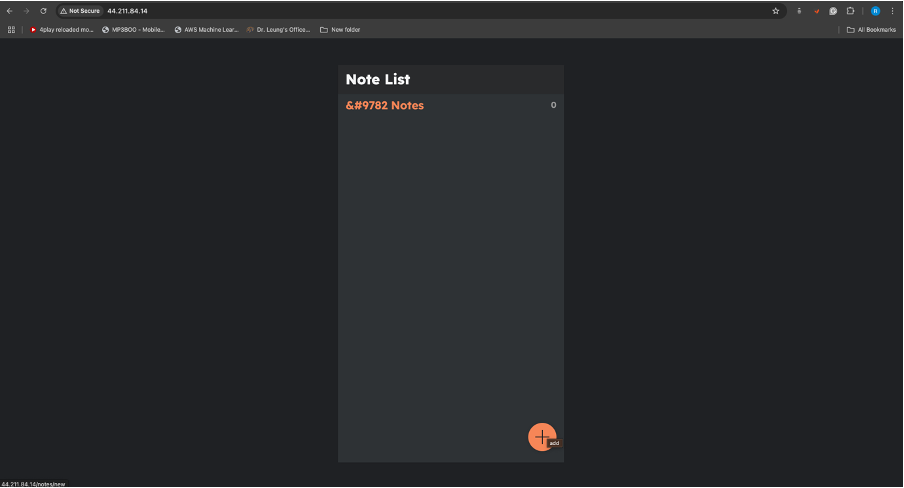 Not Secure 44.211.84.14
4play reloaded mo... MP3BOO - Mobile... AWS Machine Lear... Dr. Leung's Office... New folder All Bookmarks
Note List
&#9782 Notes 0
add
44.211.84.14/notes/new